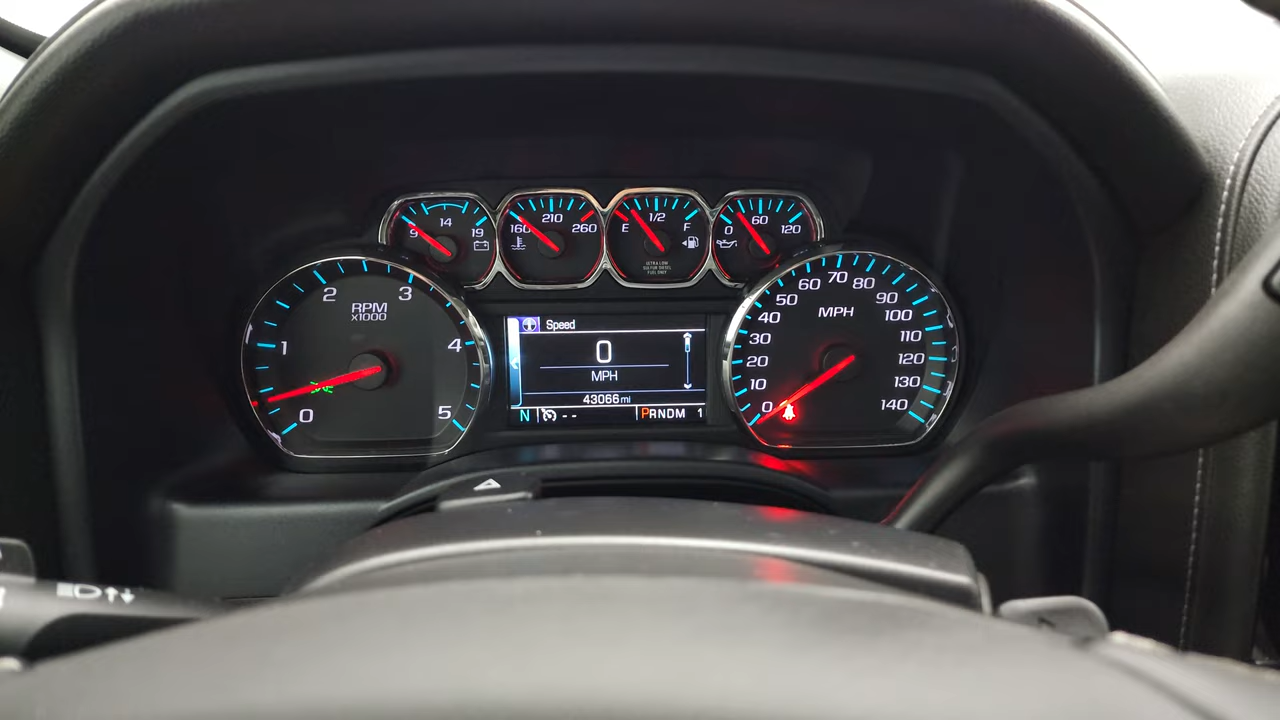 9 14 19
160 210 260
E 1/2 F
ULTRA LOW
SULFUR DIESEL
FUEL ONLY
0 60 120
0 1 2 3 4 5
RPM
X1000
Speed
0
MPH
43066 mi
N -- PRNDM 1
0 10 20 30 40 50 60 70 80 90 100 110 120 130 140
MPH